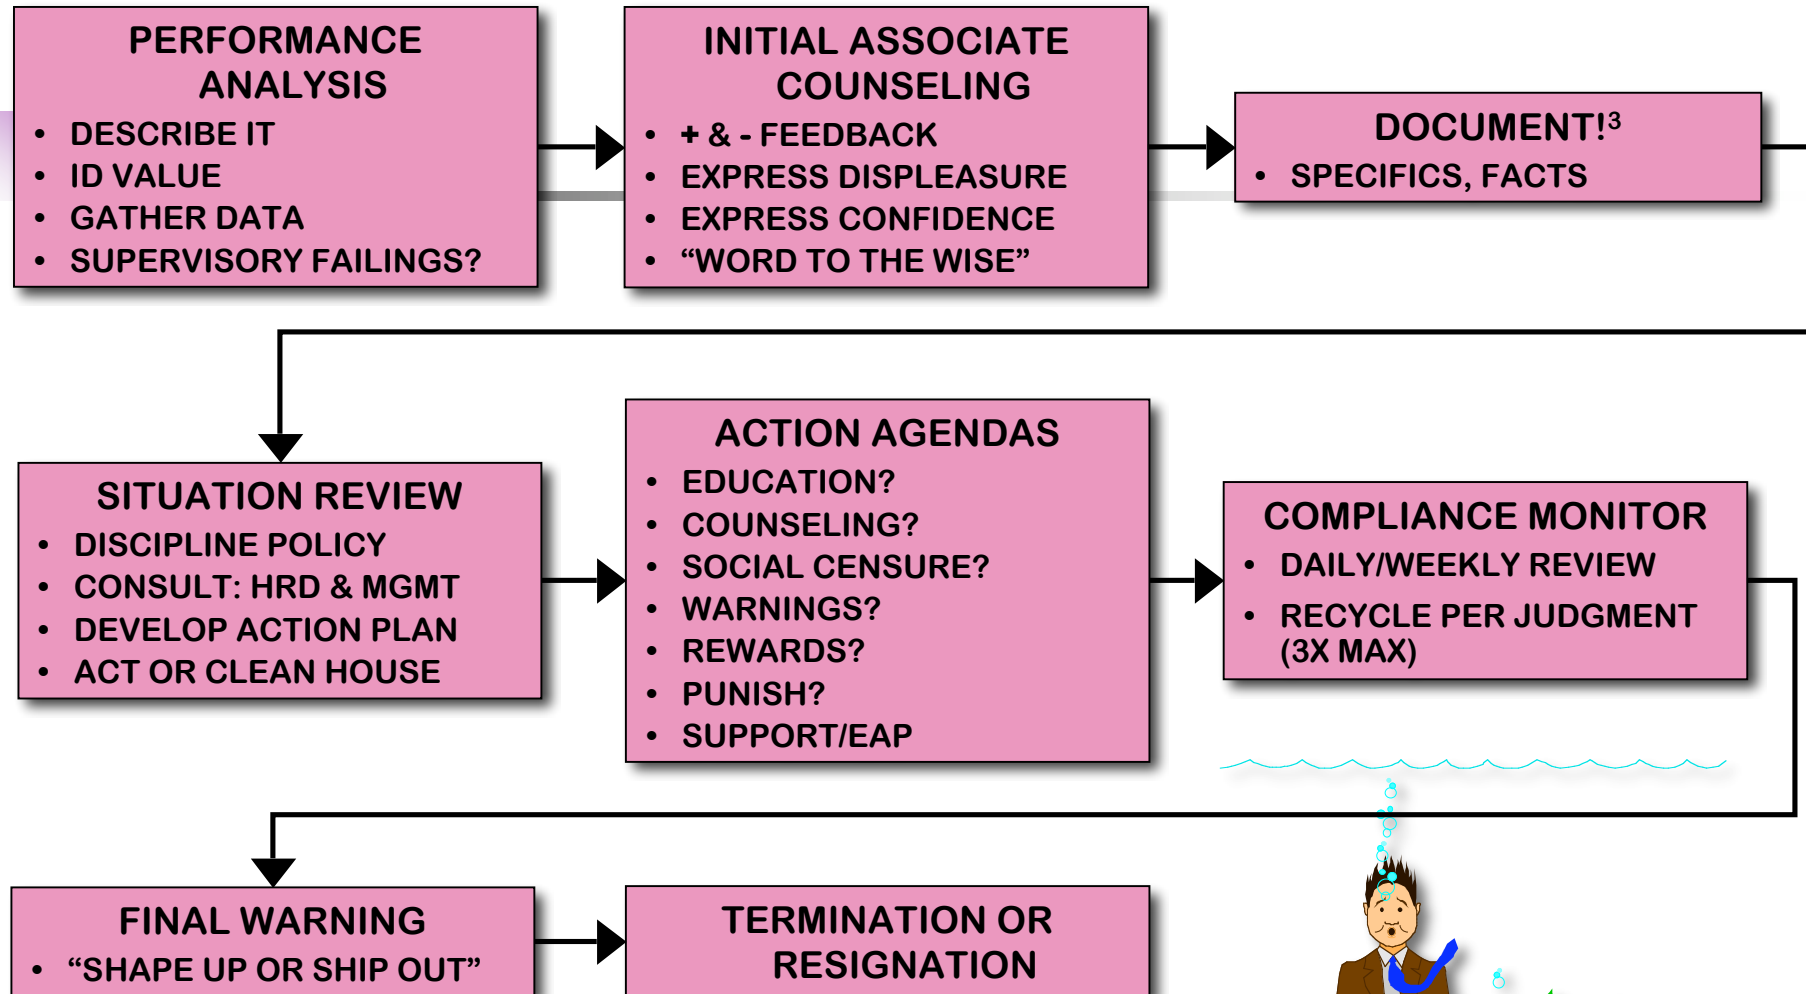 PERFORMANCE
ANALYSIS
• DESCRIBE IT
• ID VALUE
• GATHER DATA
• SUPERVISORY FAILINGS?
INITIAL ASSOCIATE
COUNSELING
• + & - FEEDBACK
• EXPRESS DISPLEASURE
• EXPRESS CONFIDENCE
• “WORD TO THE WISE”
DOCUMENT!³
• SPECIFICS, FACTS
SITUATION REVIEW
• DISCIPLINE POLICY
• CONSULT: HRD & MGMT
• DEVELOP ACTION PLAN
• ACT OR CLEAN HOUSE
ACTION AGENDAS
• EDUCATION?
• COUNSELING?
• SOCIAL CENSURE?
• WARNINGS?
• REWARDS?
• PUNISH?
• SUPPORT/EAP
COMPLIANCE MONITOR
• DAILY/WEEKLY REVIEW
• RECYCLE PER JUDGMENT
(3X MAX)
FINAL WARNING
• “SHAPE UP OR SHIP OUT”
TERMINATION OR
RESIGNATION